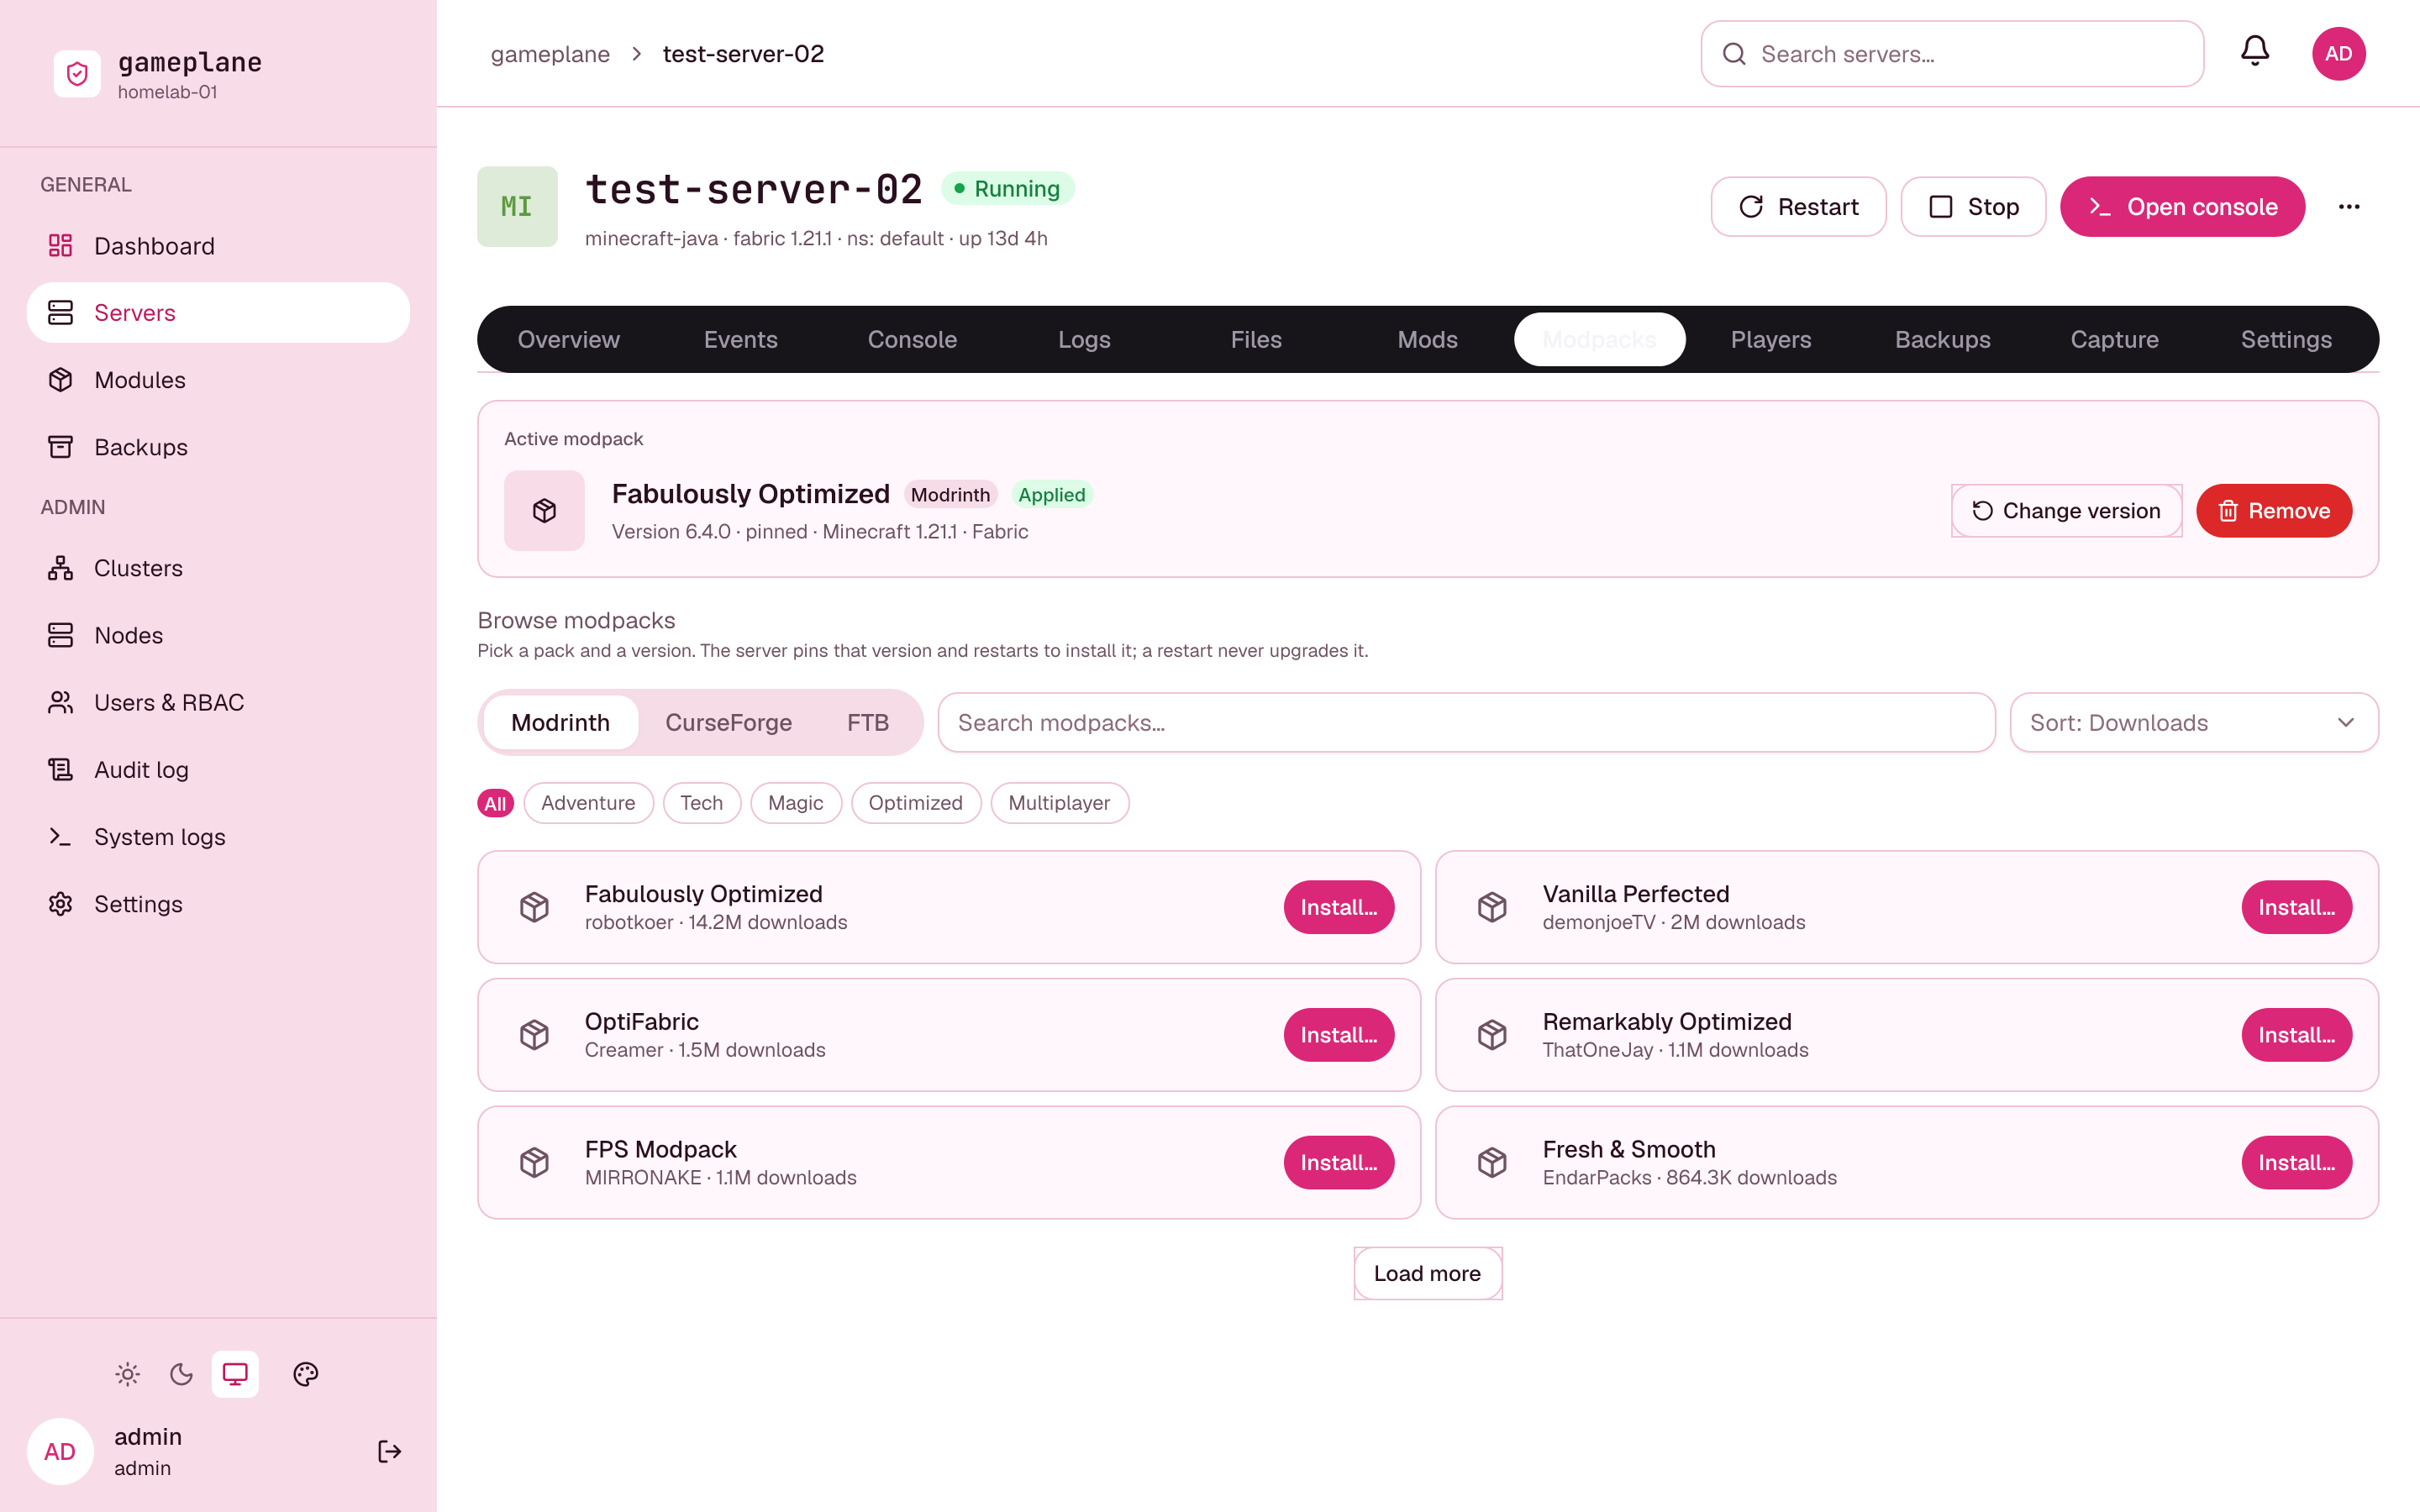 gameplane
homelab-01
GENERAL
Dashboard
Servers
Modules
Backups
ADMIN
Clusters
Nodes
Users & RBAC
Audit log
System logs
Settings
AD
admin
admin
gameplane > test-server-02
Search servers...
AD
MI
test-server-02
Running
minecraft-java · fabric 1.21.1 · ns: default · up 13d 4h
Restart
Stop
Open console
Overview
Events
Console
Logs
Files
Mods
Modpacks
Players
Backups
Capture
Settings
Active modpack
Fabulously Optimized
Modrinth
Applied
Version 6.4.0 · pinned · Minecraft 1.21.1 · Fabric
Change version
Remove
Browse modpacks
Pick a pack and a version. The server pins that version and restarts to install it; a restart never upgrades it.
Modrinth
CurseForge
FTB
Search modpacks...
Sort: Downloads
All
Adventure
Tech
Magic
Optimized
Multiplayer
Fabulously Optimized
robotkoer · 14.2M downloads
Install...
Vanilla Perfected
demonjoeTV · 2M downloads
Install...
OptiFabric
Creamer · 1.5M downloads
Install...
Remarkably Optimized
ThatOneJay · 1.1M downloads
Install...
FPS Modpack
MIRRONAKE · 1.1M downloads
Install...
Fresh & Smooth
EndarPacks · 864.3K downloads
Install...
Load more